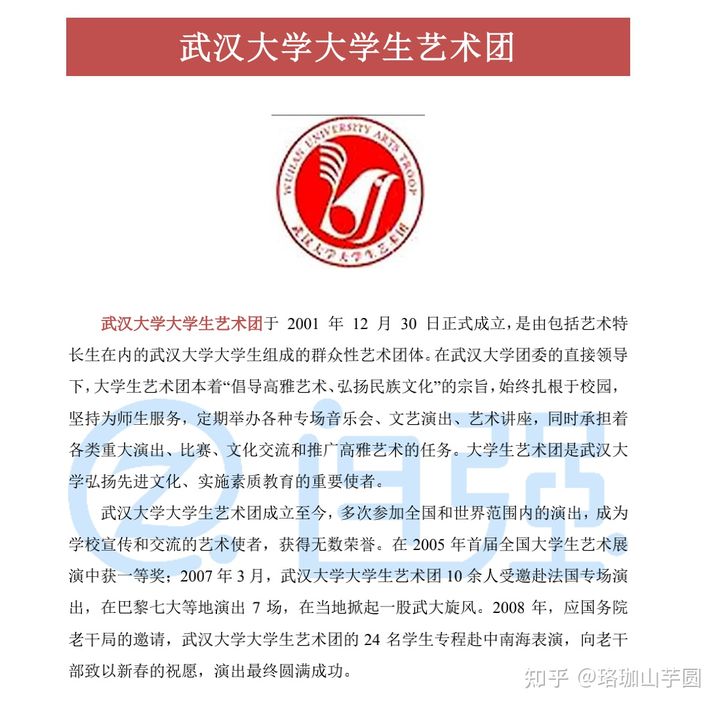 武汉大学大学生艺术团
WUHAN UNIVERSITY ARTS TROOP
武汉大学大学生艺术团
武汉大学大学生艺术团于 2001 年 12 月 30 日正式成立，是由包括艺术特
长生在内的武汉大学大学生组成的群众性艺术团体。在武汉大学团委的直接领导
下，大学生艺术团本着“倡导高雅艺术、弘扬民族文化”的宗旨，始终扎根于校园，
坚持为师生服务，定期举办各种专场音乐会、文艺演出、艺术讲座，同时承担着
各类重大演出、比赛、文化交流和推广高雅艺术的任务。大学生艺术团是武汉大
学弘扬先进文化、实施素质教育的重要使者。
武汉大学大学生艺术团成立至今，多次参加全国和世界范围内的演出，成为
学校宣传和交流的艺术使者，获得无数荣誉。在 2005 年首届全国大学生艺术展
演中获一等奖；2007 年 3 月，武汉大学大学生艺术团 10 余人受邀赴法国专场演
出，在巴黎七大等地演出 7 场，在当地掀起一股武大旋风。2008 年，应国务院
老干局的邀请，武汉大学大学生艺术团的 24 名学生专程赴中南海表演，向老干
部致以新春的祝愿，演出最终圆满成功。
自强
知乎 @珞珈山芋圆